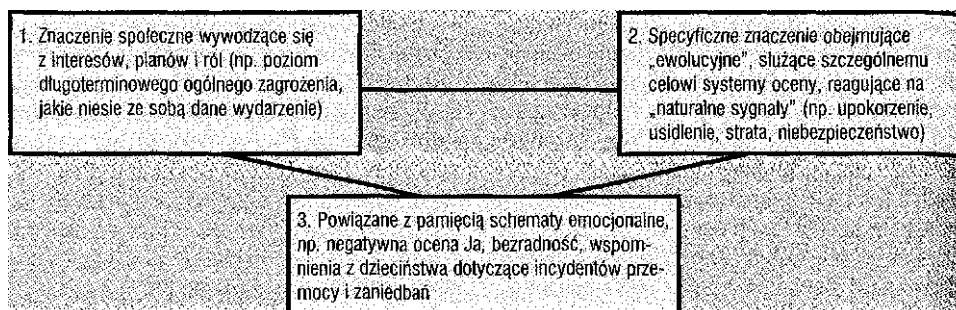 1. Znaczenie społeczne wywodzące się
z interesów, planów i ról (np. poziom
długoterminowego ogólnego zagrożenia,
jakie niesie ze sobą dane wydarzenie)
2. Specyficzne znaczenie obejmujące
„ewolucyjne”, służące szczególnemu
celowi systemy oceny, reagujące na
„naturalne sygnały” (np. upokorzenie,
usidlenie, strata, niebezpieczeństwo)
3. Powiązane z pamięcią schematy emocjonalne,
np. negatywna ocena Ja, bezradność, wspom-
nienia z dzieciństwa dotyczące incydentów prze-
mocy i zaniedbań